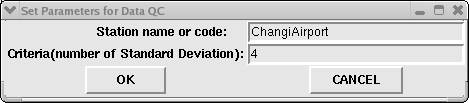 Set Parameters for Data QC
Station name or code: ChangiAirport
Criteria(number of Standard Deviation): 4
OK CANCEL